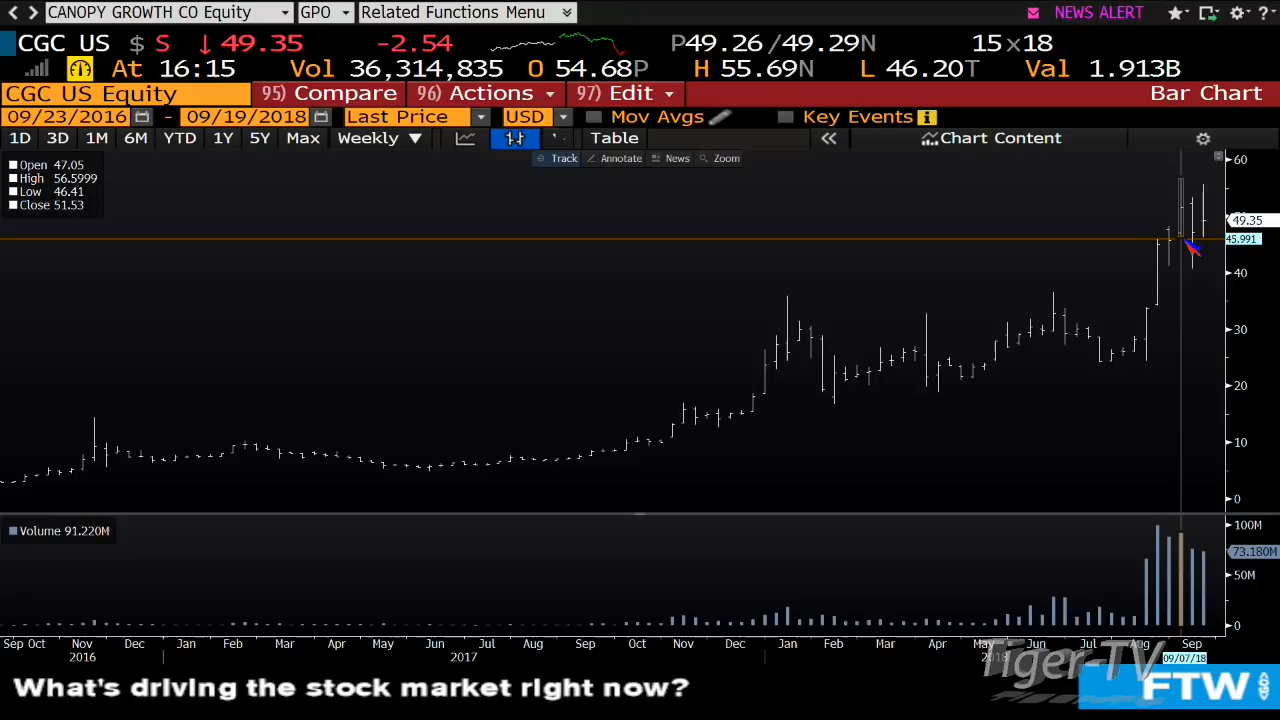 CANOPY GROWTH CO Equity GPO Related Functions Menu NEWS ALERT ?
CGC US $ S ↓ 49.35 -2.54 P49.26/49.29N 15x18
At 16:15 Vol 36,314,835 O 54.68P H 55.69N L 46.20T Val 1.913B
CGC US Equity 95) Compare 96) Actions 97) Edit Bar Chart
09/23/2016 - 09/19/2018 Last Price USD Mov Avgs Key Events i
1D 3D 1M 6M YTD 1Y 5Y Max Weekly ▼ Table « Chart Content
Track Annotate News Zoom
Open 47.05
High 56.5999
Low 46.41
Close 51.53
60
49.35
45.991
40
30
20
10
0
Volume 91.220M
100M
73.180M
50M
0
Sep Oct Nov Dec Jan Feb Mar Apr May Jun Jul Aug Sep Oct Nov Dec Jan Feb Mar Apr May Jun Jul Aug Sep
2016 2017 2018 09/07/18
Tiger-TV
What's driving the stock market right now? FTW